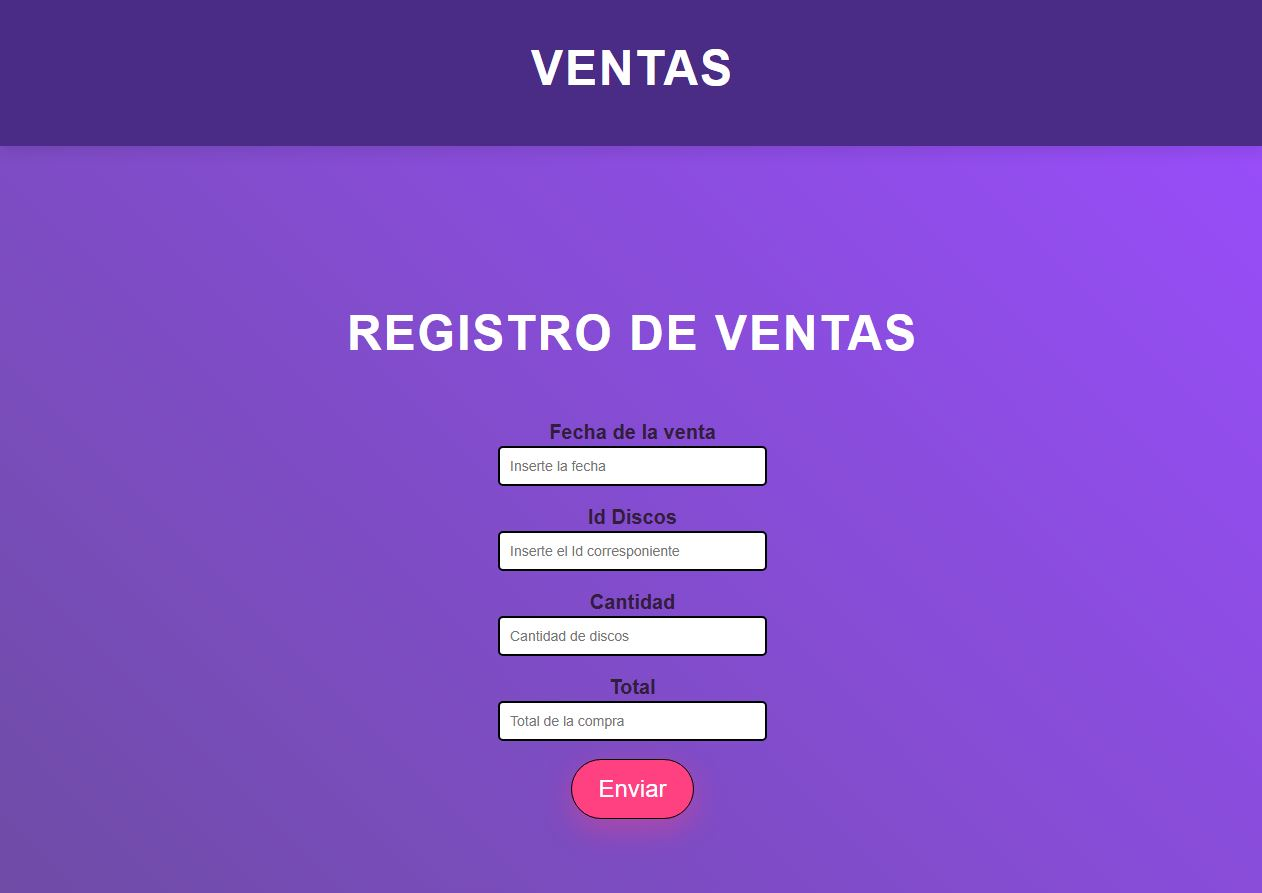 VENTAS
REGISTRO DE VENTAS
Fecha de la venta
Inserte la fecha
Id Discos
Inserte el Id corresponiente
Cantidad
Cantidad de discos
Total
Total de la compra
Enviar